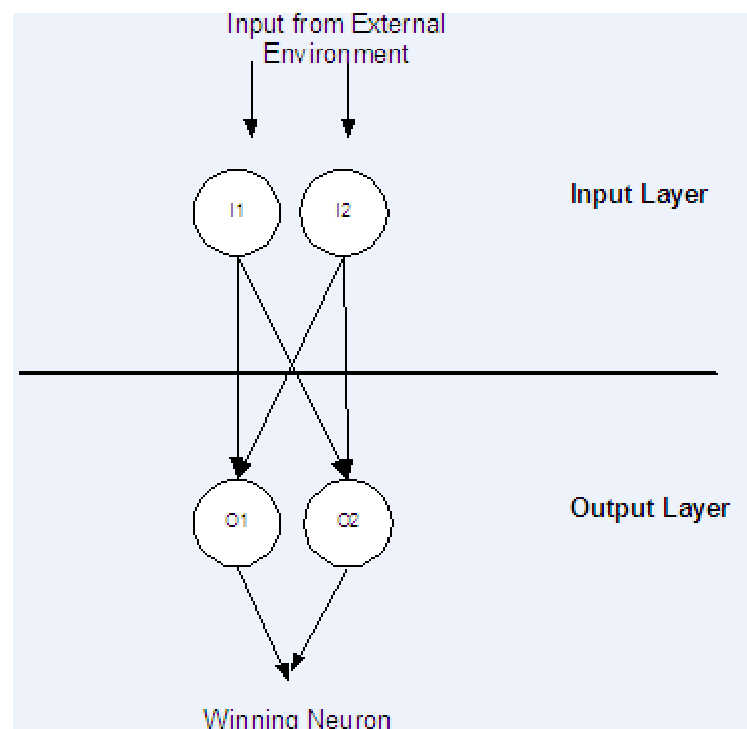 Input from External
Environment
I1
I2
Input Layer
O1
O2
Output Layer
Winning Neuron